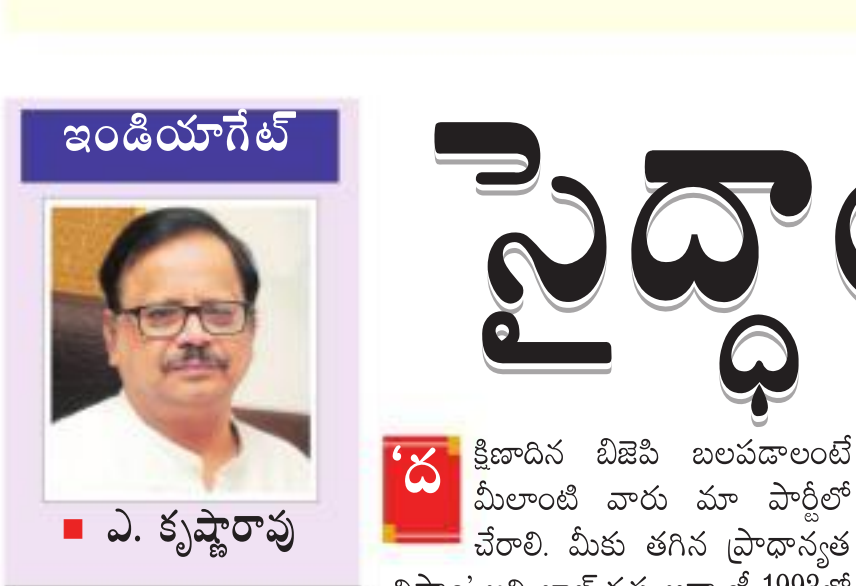 ఇండియాగేట్
ఎ. కృష్ణారావు
సైద్ధాం
‘ద
క్షిణాదిన బిజెపి బలపడాలంటే
మీలాంటి వారు మా పార్టీలో
చేరాలి. మీకు తగిన ప్రాధాన్యత